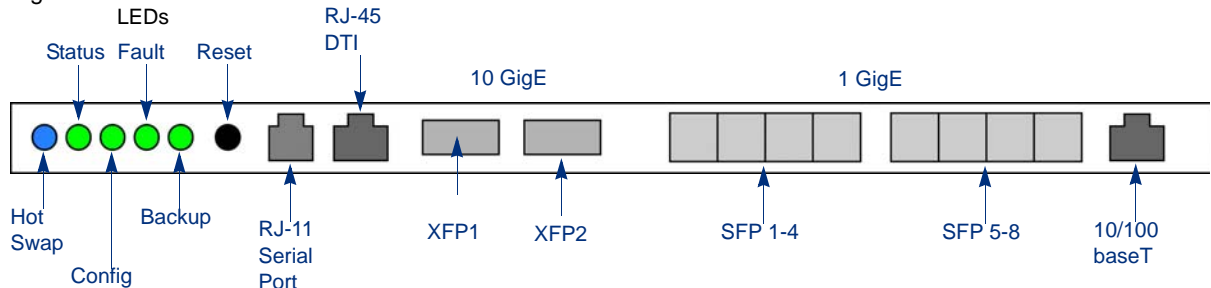 LEDs
Status Fault Reset
RJ-45
DTI
10 GigE
1 GigE
Hot
Swap
Config
Backup
RJ-11
Serial
Port
XFP1
XFP2
SFP 1-4
SFP 5-8
10/100
baseT